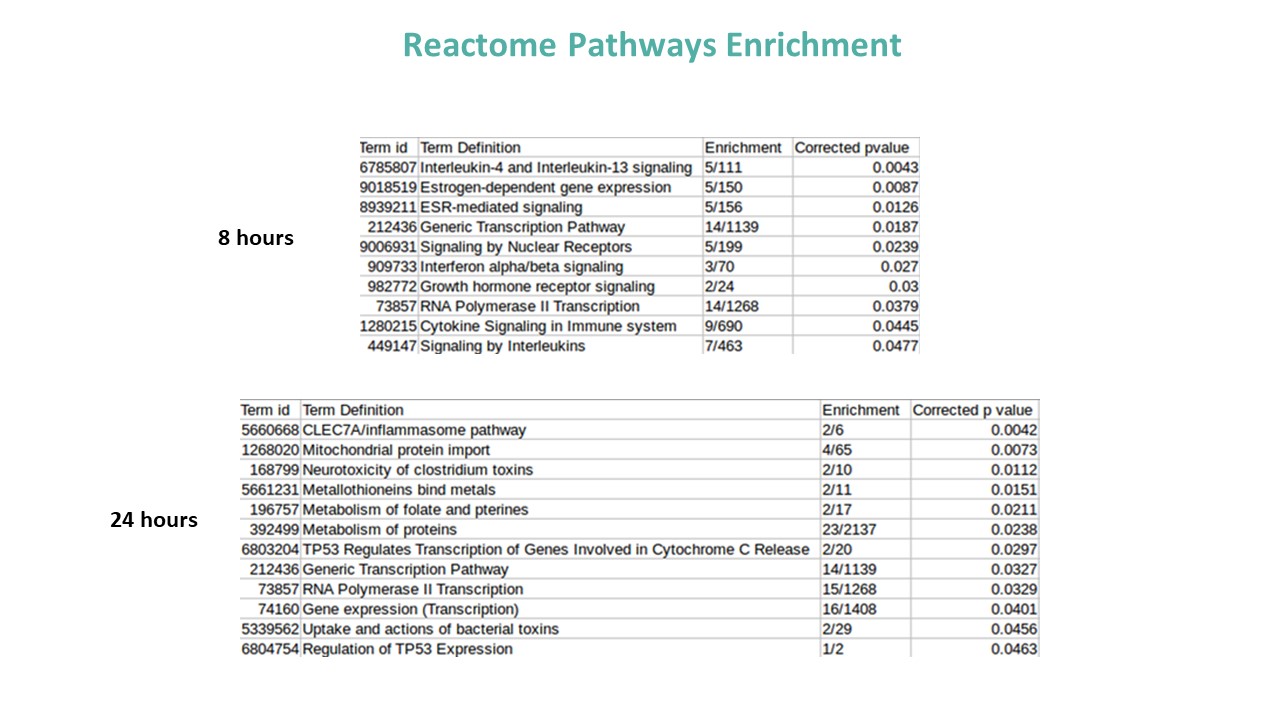 Reactome Pathways Enrichment
8 hours
Term id Term Definition Enrichment Corrected pvalue
6785807 Interleukin-4 and Interleukin-13 signaling 5/111 0.0043
9018519 Estrogen-dependent gene expression 5/150 0.0087
8939211 ESR-mediated signaling 5/156 0.0126
212436 Generic Transcription Pathway 14/1139 0.0187
9006931 Signaling by Nuclear Receptors 5/199 0.0239
909733 Interferon alpha/beta signaling 3/70 0.027
982772 Growth hormone receptor signaling 2/24 0.03
73857 RNA Polymerase II Transcription 14/1268 0.0379
1280215 Cytokine Signaling in Immune system 9/690 0.0445
449147 Signaling by Interleukins 7/463 0.0477
24 hours
Term id Term Definition Enrichment Corrected p value
5660668 CLEC7A/inflammasome pathway 2/6 0.0042
1268020 Mitochondrial protein import 4/65 0.0073
168799 Neurotoxicity of clostridium toxins 2/10 0.0112
5661231 Metallothioneins bind metals 2/11 0.0151
196757 Metabolism of folate and pterines 2/17 0.0211
392499 Metabolism of proteins 23/2137 0.0238
6803204 TP53 Regulates Transcription of Genes Involved in Cytochrome C Release 2/20 0.0297
212436 Generic Transcription Pathway 14/1139 0.0327
73857 RNA Polymerase II Transcription 15/1268 0.0329
74160 Gene expression (Transcription) 16/1408 0.0401
5339562 Uptake and actions of bacterial toxins 2/29 0.0456
6804754 Regulation of TP53 Expression 1/2 0.0463